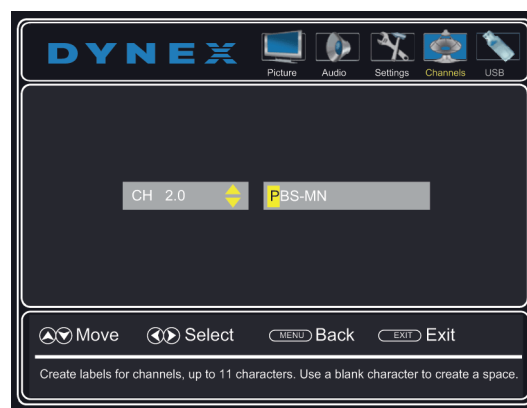 DYNEX
Picture Audio Settings Channels USB
CH 2.0 PBS-MN
Move Select MENU Back EXIT Exit
Create labels for channels, up to 11 characters. Use a blank character to create a space.